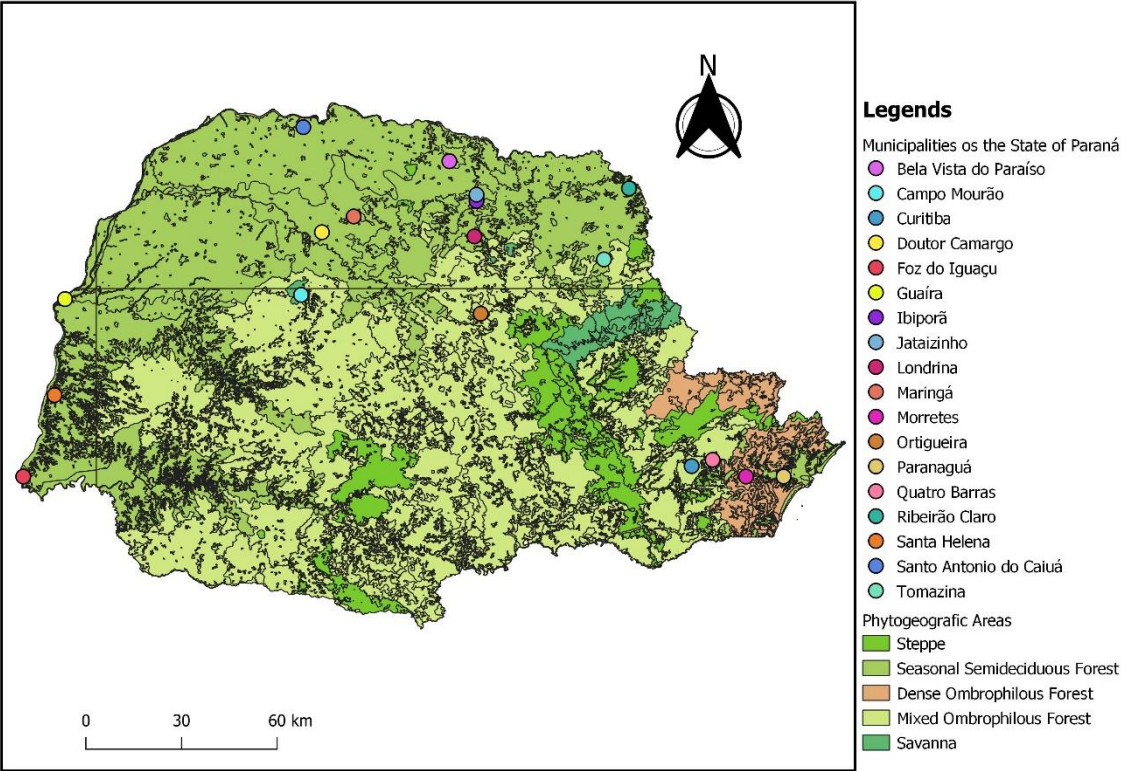 N
0 30 60 km
Legends
Municipalities os the State of Paraná
Bela Vista do Paraíso
Campo Mourão
Curitiba
Doutor Camargo
Foz do Iguaçu
Guaíra
Ibiporã
Jataizinho
Londrina
Maringá
Morretes
Ortigueira
Paranaguá
Quatro Barras
Ribeirão Claro
Santa Helena
Santo Antonio do Caiuá
Tomazina
Phytogeografic Areas
Steppe
Seasonal Semideciduous Forest
Dense Ombrophilous Forest
Mixed Ombrophilous Forest
Savanna